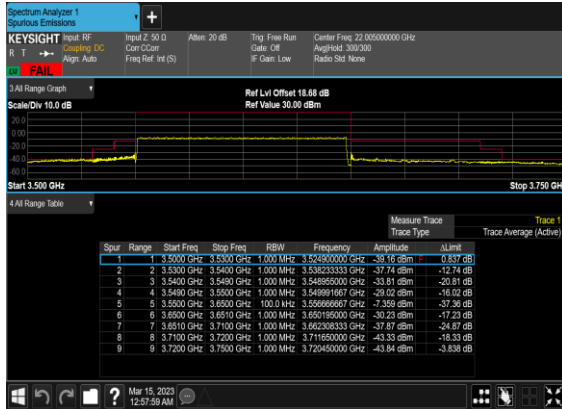 Spectrum Analyzer 1
Spurious Emissions
+
KEYSIGHT Input: RF Input Z: 50 Ω Atten: 20 dB Trig: Free Run Center Freq: 22.005000000 GHz
R T Coupling: DC Corr CCorr Gate: Off Avg|Hold: 300/300
Align: Auto Freq Ref: Int (S) IF Gain: Low Radio Std: None
LU FAIL
3 All Range Graph
Ref Lvl Offset 18.68 dB
Scale/Div 10.0 dB Ref Value 30.00 dBm
20.0
0.00
-20.0
-40.0
-60.0
Start 3.500 GHz Stop 3.750 GH
4 All Range Table
Measure Trace Trace 1
Trace Type Trace Average (Active)
Spur Range Start Freq Stop Freq RBW Frequency Amplitude ΔLimit
1 1 3.5000 GHz 3.5300 GHz 1.000 MHz 3.524900000 GHz -39.16 dBm F 0.837 dB
2 2 3.5300 GHz 3.5400 GHz 1.000 MHz 3.538233333 GHz -37.74 dBm -12.74 dB
3 3 3.5400 GHz 3.5490 GHz 1.000 MHz 3.548955000 GHz -33.81 dBm -20.81 dB
4 4 3.5490 GHz 3.5500 GHz 1.000 MHz 3.549991667 GHz -29.02 dBm -16.02 dB
5 5 3.5500 GHz 3.6500 GHz 100.0 kHz 3.556666667 GHz -7.359 dBm -37.36 dB
6 6 3.6500 GHz 3.6510 GHz 1.000 MHz 3.650195000 GHz -30.23 dBm -17.23 dB
7 7 3.6510 GHz 3.7100 GHz 1.000 MHz 3.662308333 GHz -37.87 dBm -24.87 dB
8 8 3.7100 GHz 3.7200 GHz 1.000 MHz 3.711650000 GHz -43.33 dBm -18.33 dB
9 9 3.7200 GHz 3.7500 GHz 1.000 MHz 3.720450000 GHz -43.84 dBm -3.838 dB
? Mar 15, 2023
12:57:59 AM